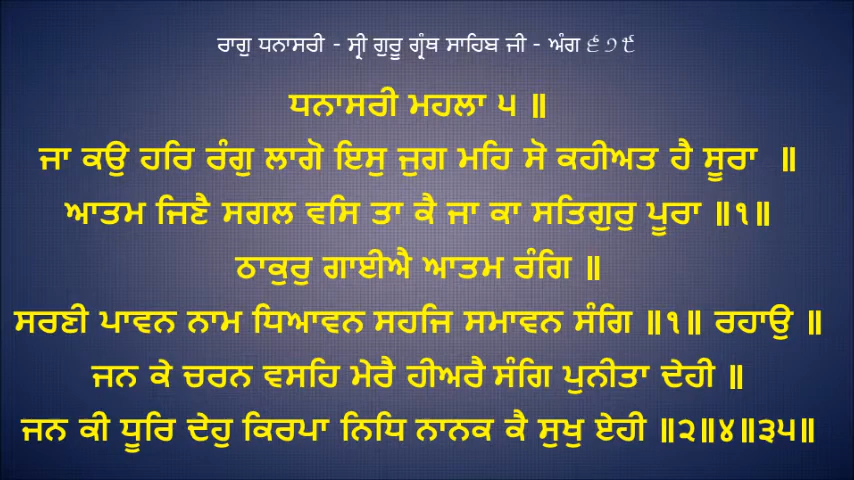 ਰਾਗੁ ਧਨਾਸਰੀ - ਸ੍ਰੀ ਗੁਰੂ ਗ੍ਰੰਥ ਸਾਹਿਬ ਜੀ - ਅੰਗ ੬੭੯
ਧਨਾਸਰੀ ਮਹਲਾ ੫ ॥
ਜਾ ਕਉ ਹਰਿ ਰੰਗੁ ਲਾਗੋ ਇਸੁ ਜੁਗ ਮਹਿ ਸੋ ਕਹੀਅਤ ਹੈ ਸੂਰਾ ॥
ਆਤਮ ਜਿਣੈ ਸਗਲ ਵਸਿ ਤਾ ਕੈ ਜਾ ਕਾ ਸਤਿਗੁਰੁ ਪੂਰਾ ॥੧॥
ਠਾਕੁਰੁ ਗਾਈਐ ਆਤਮ ਰੰਗਿ ॥
ਸਰਣੀ ਪਾਵਨ ਨਾਮ ਧਿਆਵਨ ਸਹਜਿ ਸਮਾਵਨ ਸੰਗਿ ॥੧॥ ਰਹਾਉ ॥
ਜਨ ਕੇ ਚਰਨ ਵਸਹਿ ਮੇਰੈ ਹੀਅਰੈ ਸੰਗਿ ਪੁਨੀਤਾ ਦੇਹੀ ॥
ਜਨ ਕੀ ਧੂਰਿ ਦੇਹੁ ਕਿਰਪਾ ਨਿਧਿ ਨਾਨਕ ਕੈ ਸੁਖੁ ਏਹੀ ॥੨॥੪॥੩੫॥